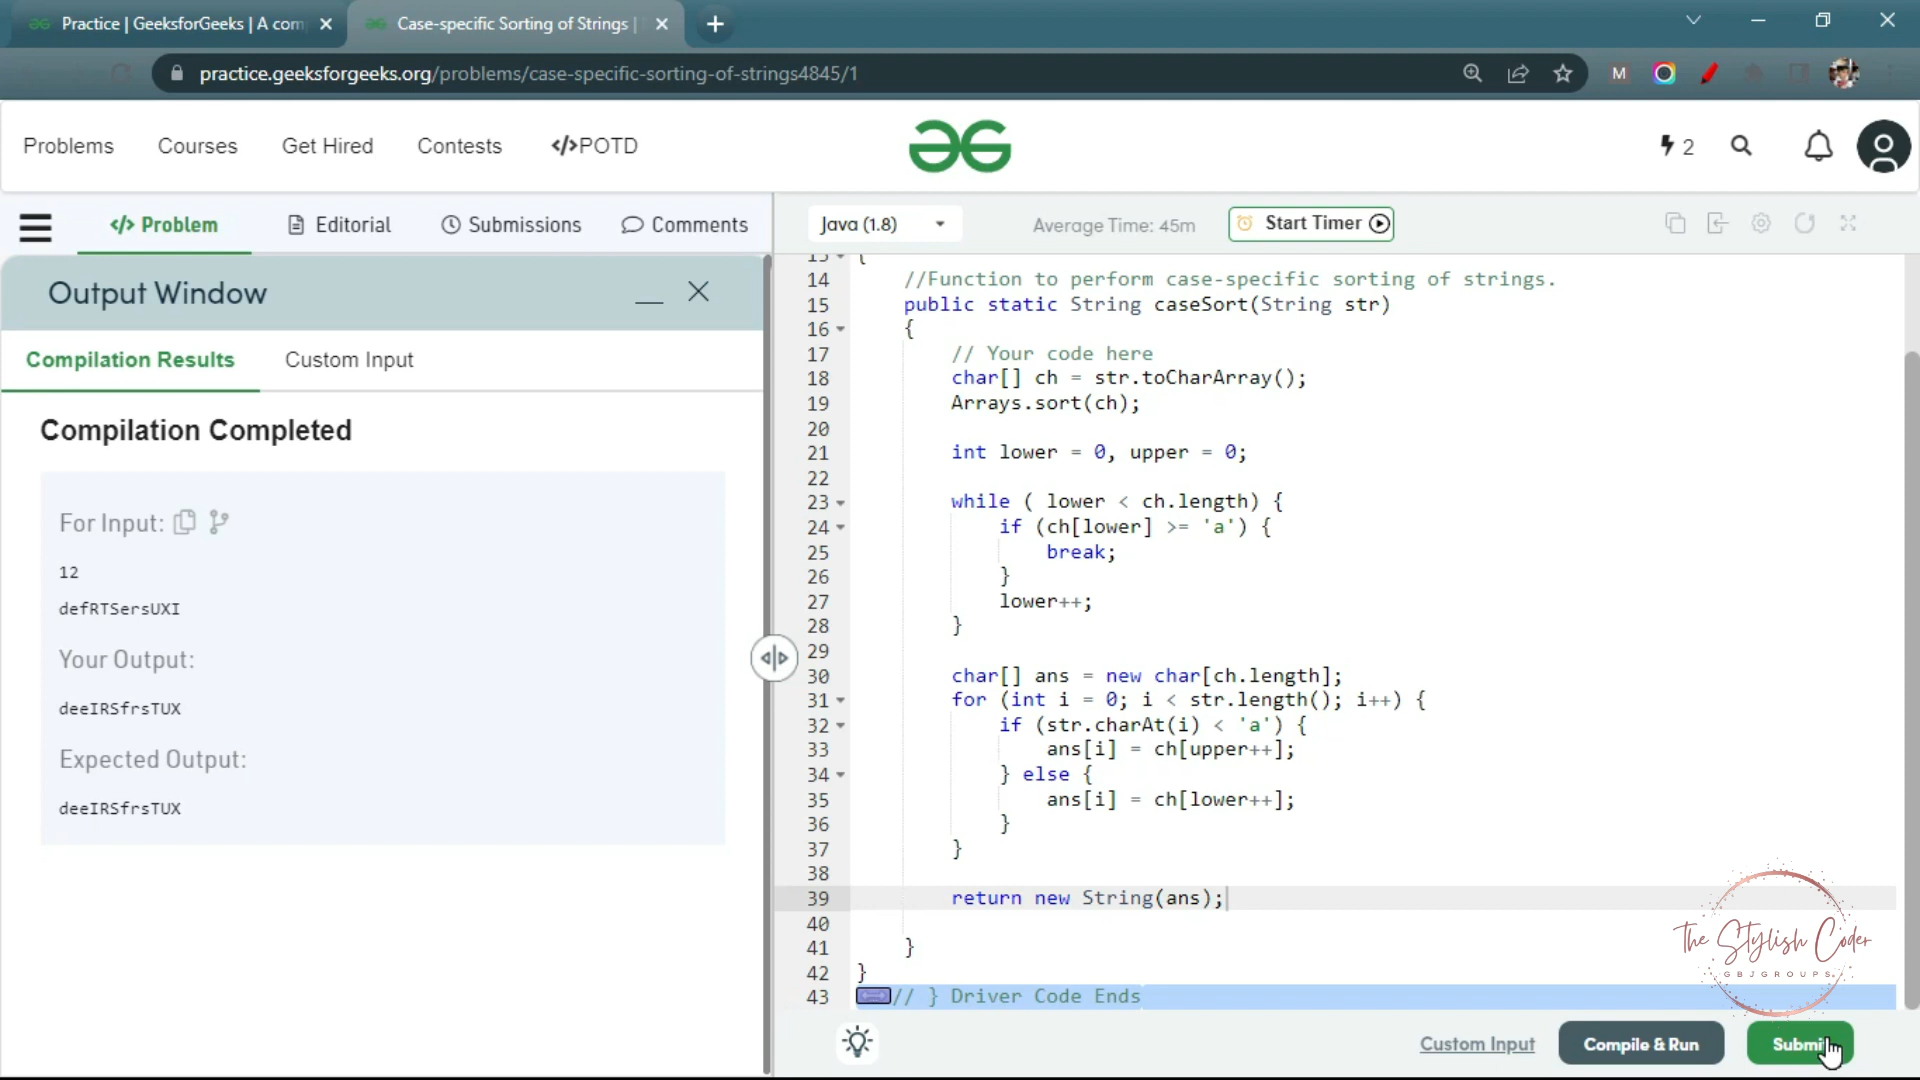 Practice | GeeksforGeeks | A com
Case-specific Sorting of Strings |
practice.geeksforgeeks.org/problems/case-specific-sorting-of-strings4845/1
M
Problems
Courses
Get Hired
Contests
</>POTD
2
</> Problem
Editorial
Submissions
Comments
Java (1.8)
Average Time: 45m
Start Timer
Output Window
Compilation Results
Custom Input
Compilation Completed
For Input:
12
defRTSersUXI
Your Output:
deeIRSfrsTUX
Expected Output:
deeIRSfrsTUX
13 {
14 //Function to perform case-specific sorting of strings.
15 public static String caseSort(String str)
16 {
17 // Your code here
18 char[] ch = str.toCharArray();
19 Arrays.sort(ch);
20
21 int lower = 0, upper = 0;
22
23 while ( lower < ch.length) {
24 if (ch[lower] >= 'a') {
25 break;
26 }
27 lower++;
28 }
29
30 char[] ans = new char[ch.length];
31 for (int i = 0; i < str.length(); i++) {
32 if (str.charAt(i) < 'a') {
33 ans[i] = ch[upper++];
34 } else {
35 ans[i] = ch[lower++];
36 }
37 }
38
39 return new String(ans);
40
41 }
42 }
43 // } Driver Code Ends
The Stylish Coder
GBJGROUPS
Custom Input
Compile & Run
Submi